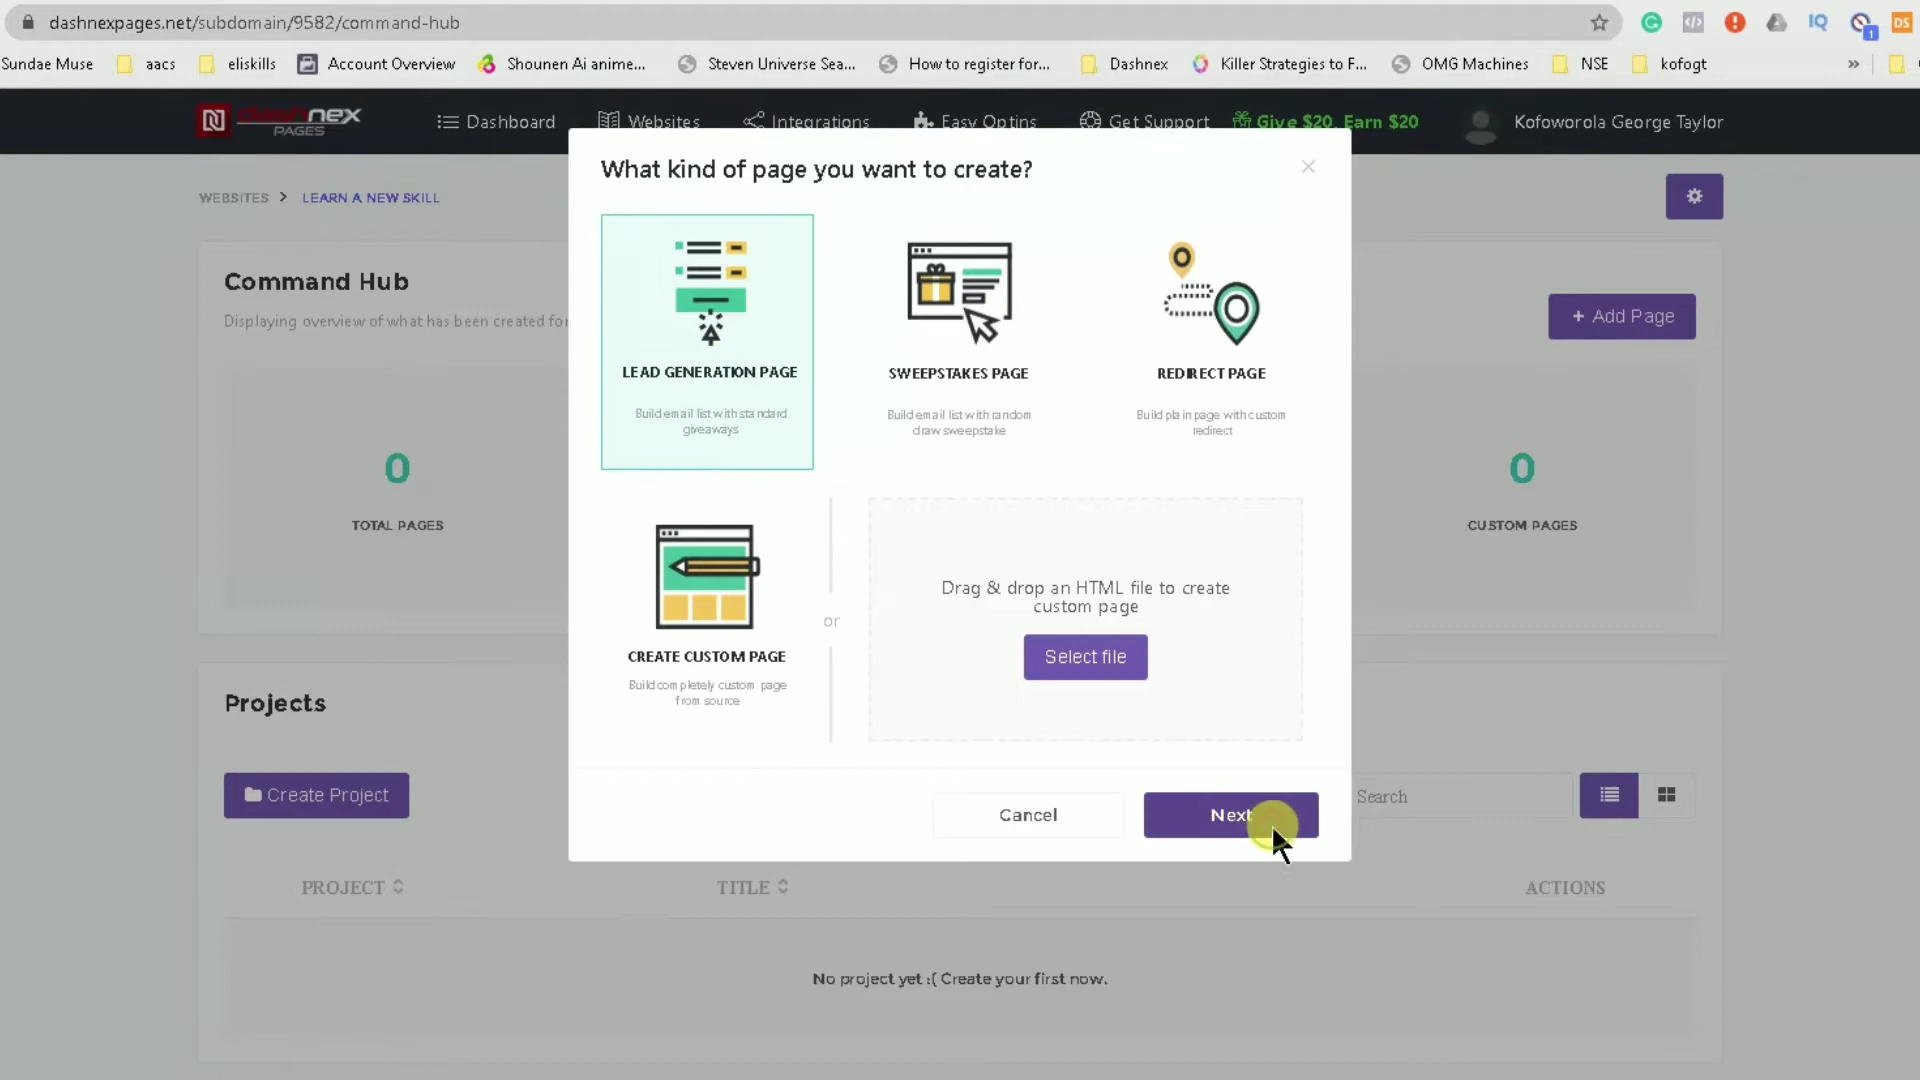 dashnexpages.net/subdomain/9582/command-hub
IQ
1
DS
Sundae Muse
aacs
eliskills
Account Overview
Shounen Ai anime...
Steven Universe Sea...
How to register for...
Dashnex
Killer Strategies to F...
OMG Machines
NSE
kofogt
»
N dashnex
PAGES
Dashboard
Websites
Integrations
Easy Optins
Get Support
Give $20, Earn $20
Kofoworola George Taylor
What kind of page you want to create?
WEBSITES > LEARN A NEW SKILL
Command Hub
Displaying overview of what has been created for
+ Add Page
LEAD GENERATION PAGE
Build email list with standard
giveaways
SWEEPSTAKES PAGE
Build email list with random
draw sweepstake
REDIRECT PAGE
Build plain page with custom
redirect
0
TOTAL PAGES
0
CUSTOM PAGES
CREATE CUSTOM PAGE
Build completely custom page
from source
or
Drag & drop an HTML file to create
custom page
Select file
Projects
Create Project
Cancel
Next
Search
PROJECT
TITLE
ACTIONS
No project yet :( Create your first now.